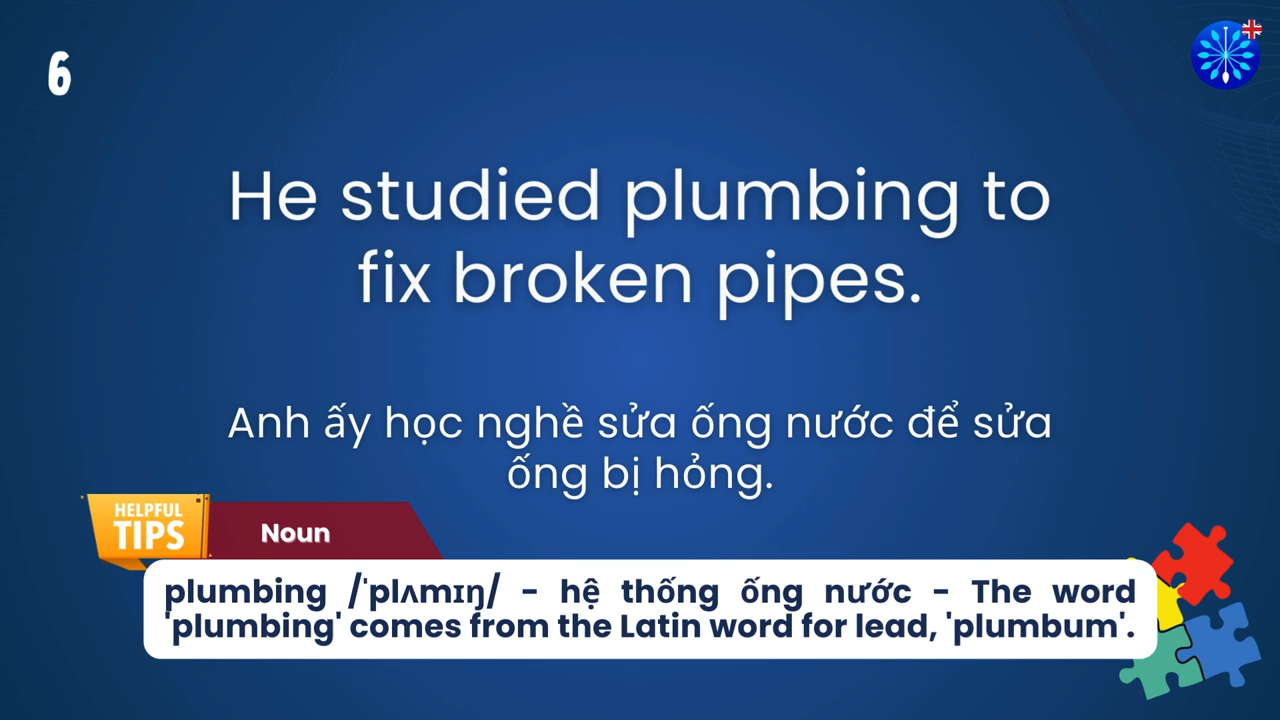 6
He studied plumbing to
fix broken pipes.
Anh ấy học nghề sửa ống nước để sửa
ống bị hỏng.
HELPFUL
TIPS
Noun
plumbing /ˈplʌmɪŋ/ - hệ thống ống nước - The word
'plumbing' comes from the Latin word for lead, 'plumbum'.